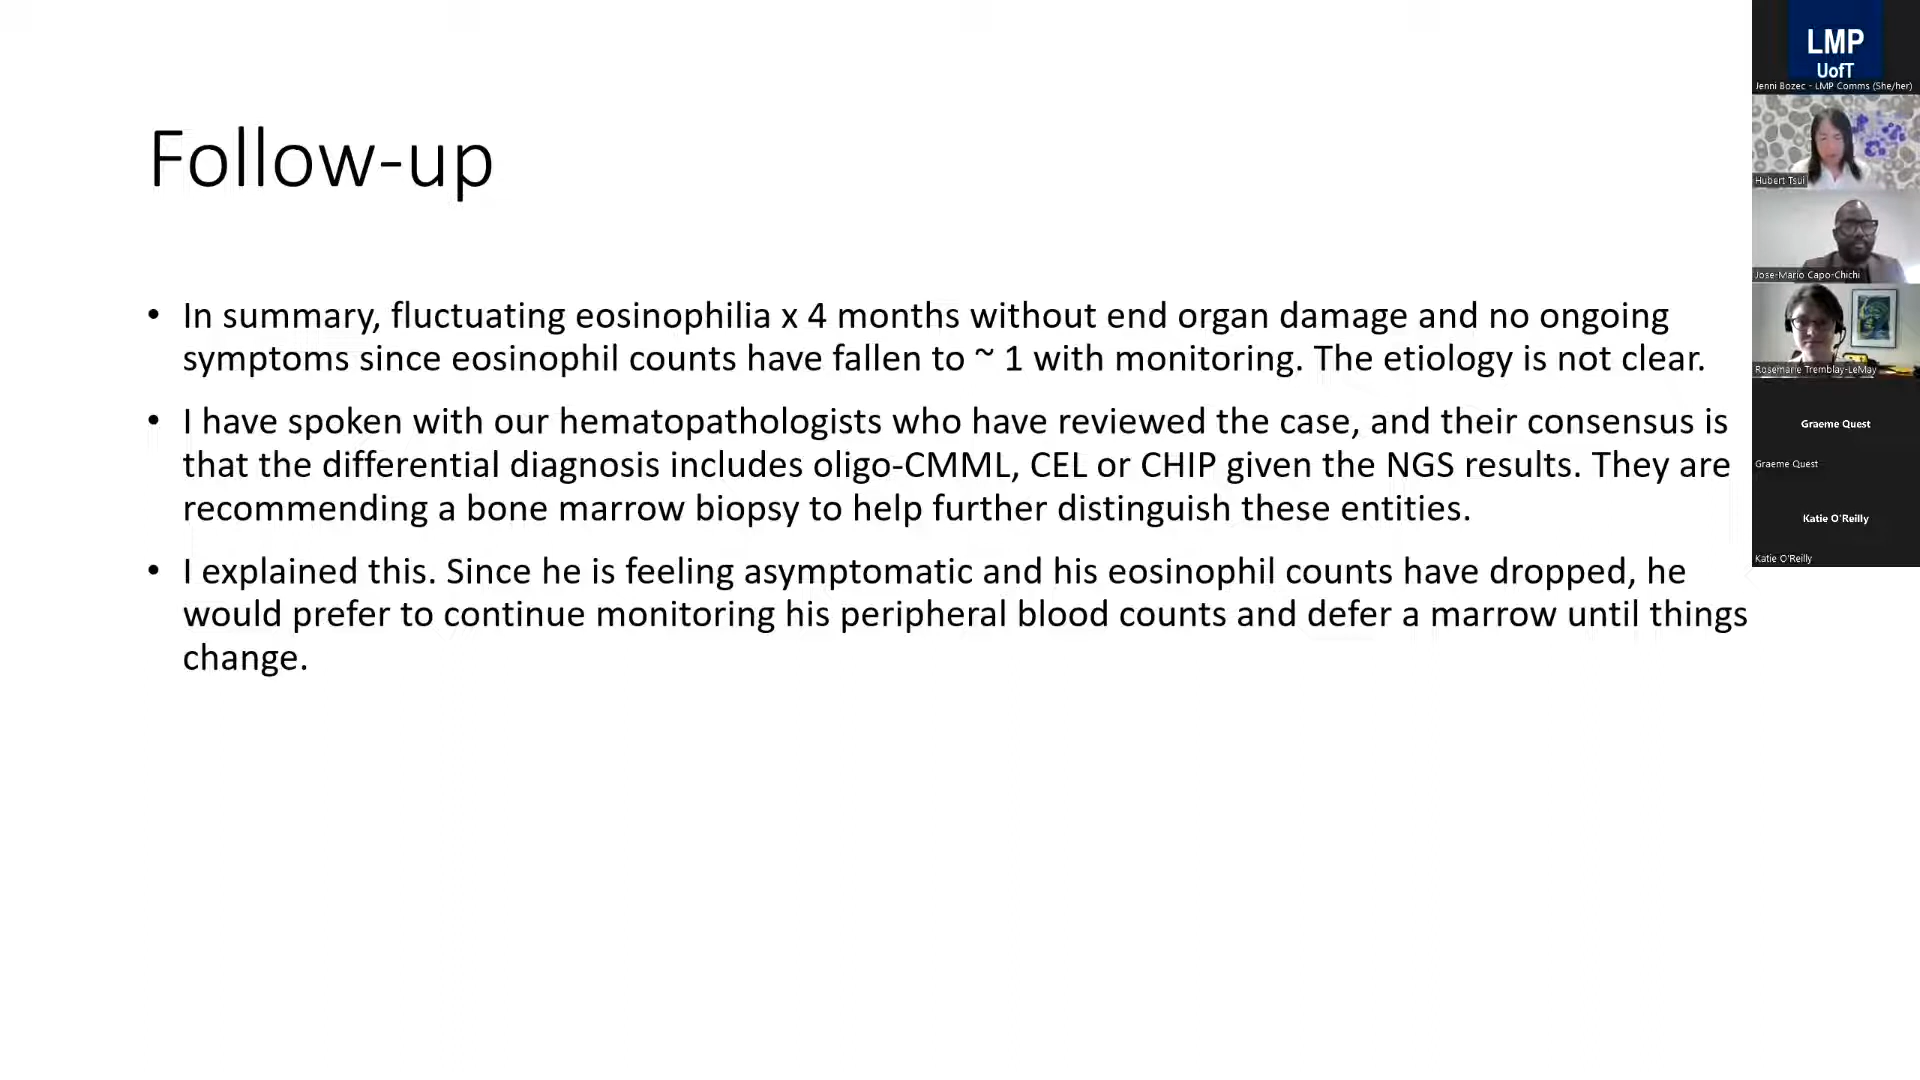 Follow-up
• In summary, fluctuating eosinophilia x 4 months without end organ damage and no ongoing
symptoms since eosinophil counts have fallen to ~ 1 with monitoring. The etiology is not clear.
• I have spoken with our hematopathologists who have reviewed the case, and their consensus is
that the differential diagnosis includes oligo-CMML, CEL or CHIP given the NGS results. They are
recommending a bone marrow biopsy to help further distinguish these entities.
• I explained this. Since he is feeling asymptomatic and his eosinophil counts have dropped, he
would prefer to continue monitoring his peripheral blood counts and defer a marrow until things
change.
LMP
UofT
Jenni Bozec - LMP Comms (She/her)
Hubert Tsui
Jose-Mario Capo-Chichi
Rosemarie Tremblay-LeMay
Graeme Quest
Graeme Quest
Katie O'Reilly
Katie O'Reilly